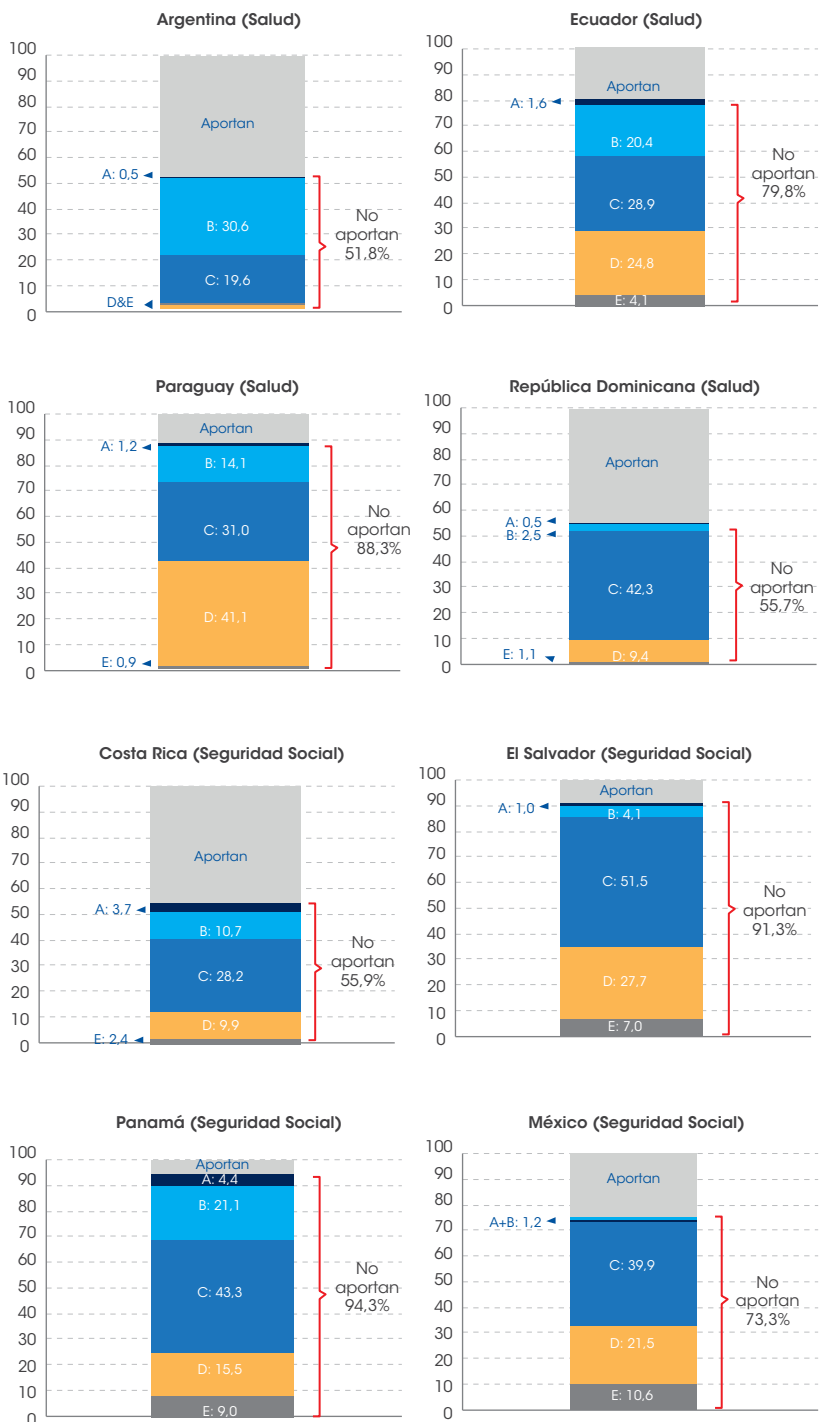 Argentina (Salud)
100
90
80
70
60
50
40
30
20
10
0
Aportan
A: 0,5
B: 30,6
C: 19,6
D&E
No
aportan
51,8%
Ecuador (Salud)
100
90
80
70
60
50
40
30
20
10
0
Aportan
A: 1,6
B: 20,4
C: 28,9
D: 24,8
E: 4,1
No
aportan
79,8%
Paraguay (Salud)
100
90
80
70
60
50
40
30
20
10
0
Aportan
A: 1,2
B: 14,1
C: 31,0
D: 41,1
E: 0,9
No
aportan
88,3%
República Dominicana (Salud)
100
90
80
70
60
50
40
30
20
10
0
Aportan
A: 0,5
B: 2,5
C: 42,3
D: 9,4
E: 1,1
No
aportan
55,7%
Costa Rica (Seguridad Social)
100
90
80
70
60
50
40
30
20
10
0
Aportan
A: 3,7
B: 10,7
C: 28,2
D: 9,9
E: 2,4
No
aportan
55,9%
El Salvador (Seguridad Social)
100
90
80
70
60
50
40
30
20
10
0
Aportan
A: 1,0
B: 4,1
C: 51,5
D: 27,7
E: 7,0
No
aportan
91,3%
Panamá (Seguridad Social)
100
90
80
70
60
50
40
30
20
10
0
Aportan
A: 4,4
B: 21,1
C: 43,3
D: 15,5
E: 9,0
No
aportan
94,3%
México (Seguridad Social)
100
90
80
70
60
50
40
30
20
10
0
Aportan
A+B: 1,2
C: 39,9
D: 21,5
E: 10,6
No
aportan
73,3%